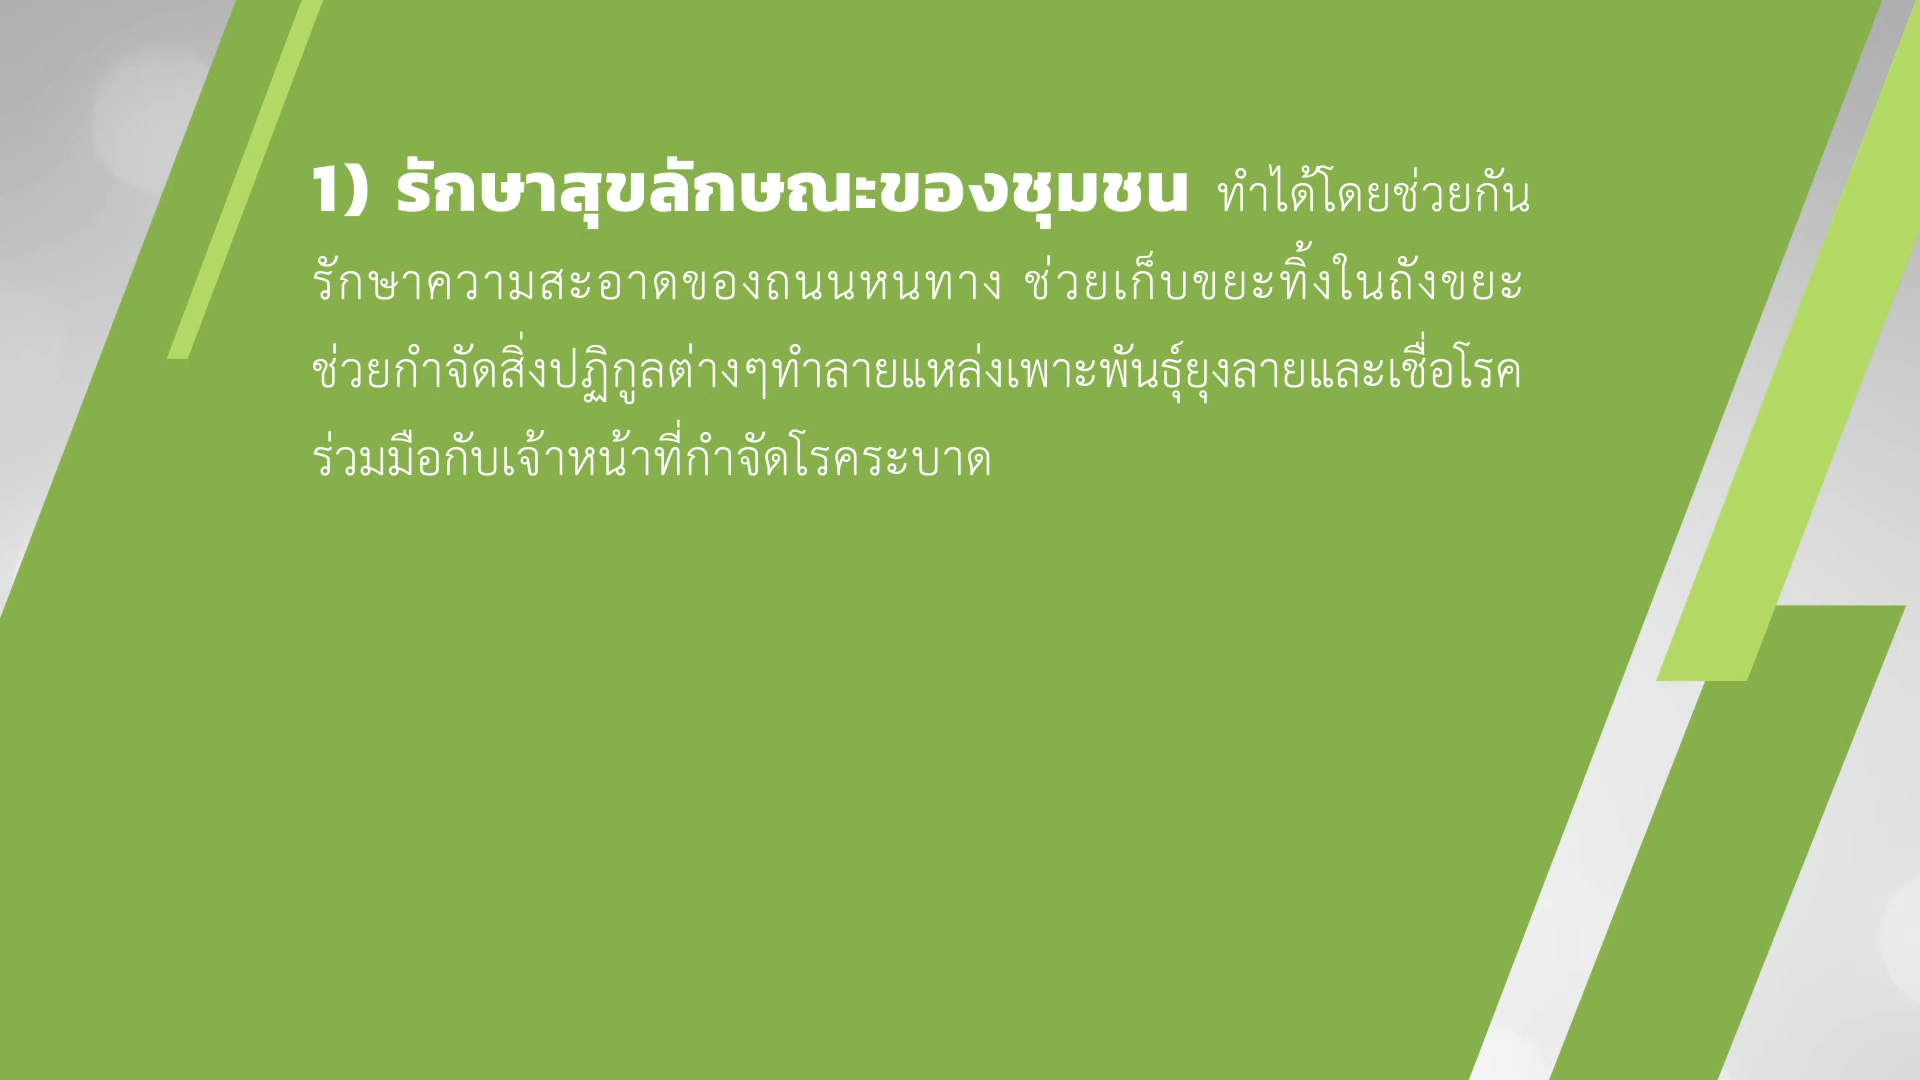 1) รักษาสุขลักษณะของชุมชน ทำได้โดยช่วยกัน
รักษาความสะอาดของถนนหนทาง ช่วยเก็บขยะทิ้งในถังขยะ
ช่วยกำจัดสิ่งปฏิกูลต่างๆทำลายแหล่งเพาะพันธุ์ยุงลายและเชื่อโรค
ร่วมมือกับเจ้าหน้าที่กำจัดโรคระบาด